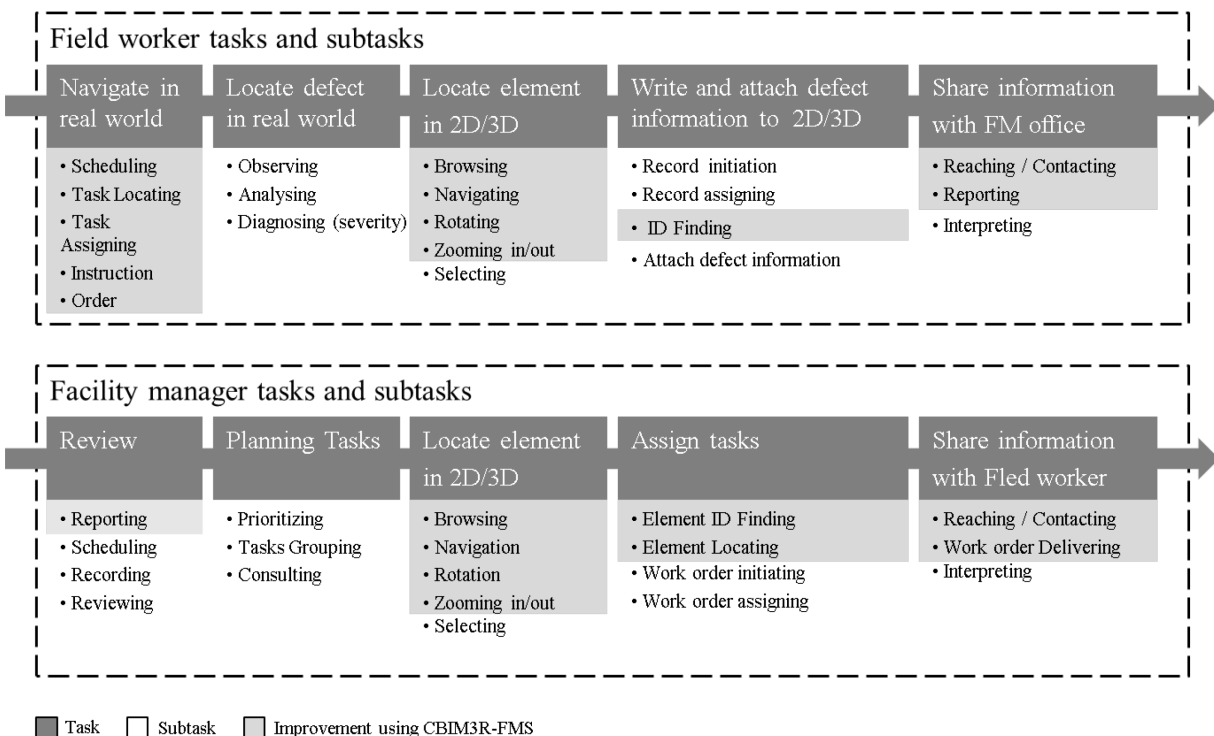 Field worker tasks and subtasks
Navigate in
real world
• Scheduling
• Task Locating
• Task
Assigning
• Instruction
• Order
Locate defect
in real world
• Observing
• Analysing
• Diagnosing (severity)
Locate element
in 2D/3D
• Browsing
• Navigating
• Rotating
• Zooming in/out
• Selecting
Write and attach defect
information to 2D/3D
• Record initiation
• Record assigning
• ID Finding
• Attach defect information
Share information
with FM office
• Reaching / Contacting
• Reporting
• Interpreting
Facility manager tasks and subtasks
Review
• Reporting
• Scheduling
• Recording
• Reviewing
Planning Tasks
• Prioritizing
• Tasks Grouping
• Consulting
Locate element
in 2D/3D
• Browsing
• Navigation
• Rotation
• Zooming in/out
• Selecting
Assign tasks
• Element ID Finding
• Element Locating
• Work order initiating
• Work order assigning
Share information
with Fled worker
• Reaching / Contacting
• Work order Delivering
• Interpreting
Task
Subtask
Improvement using CBIM3R-FMS